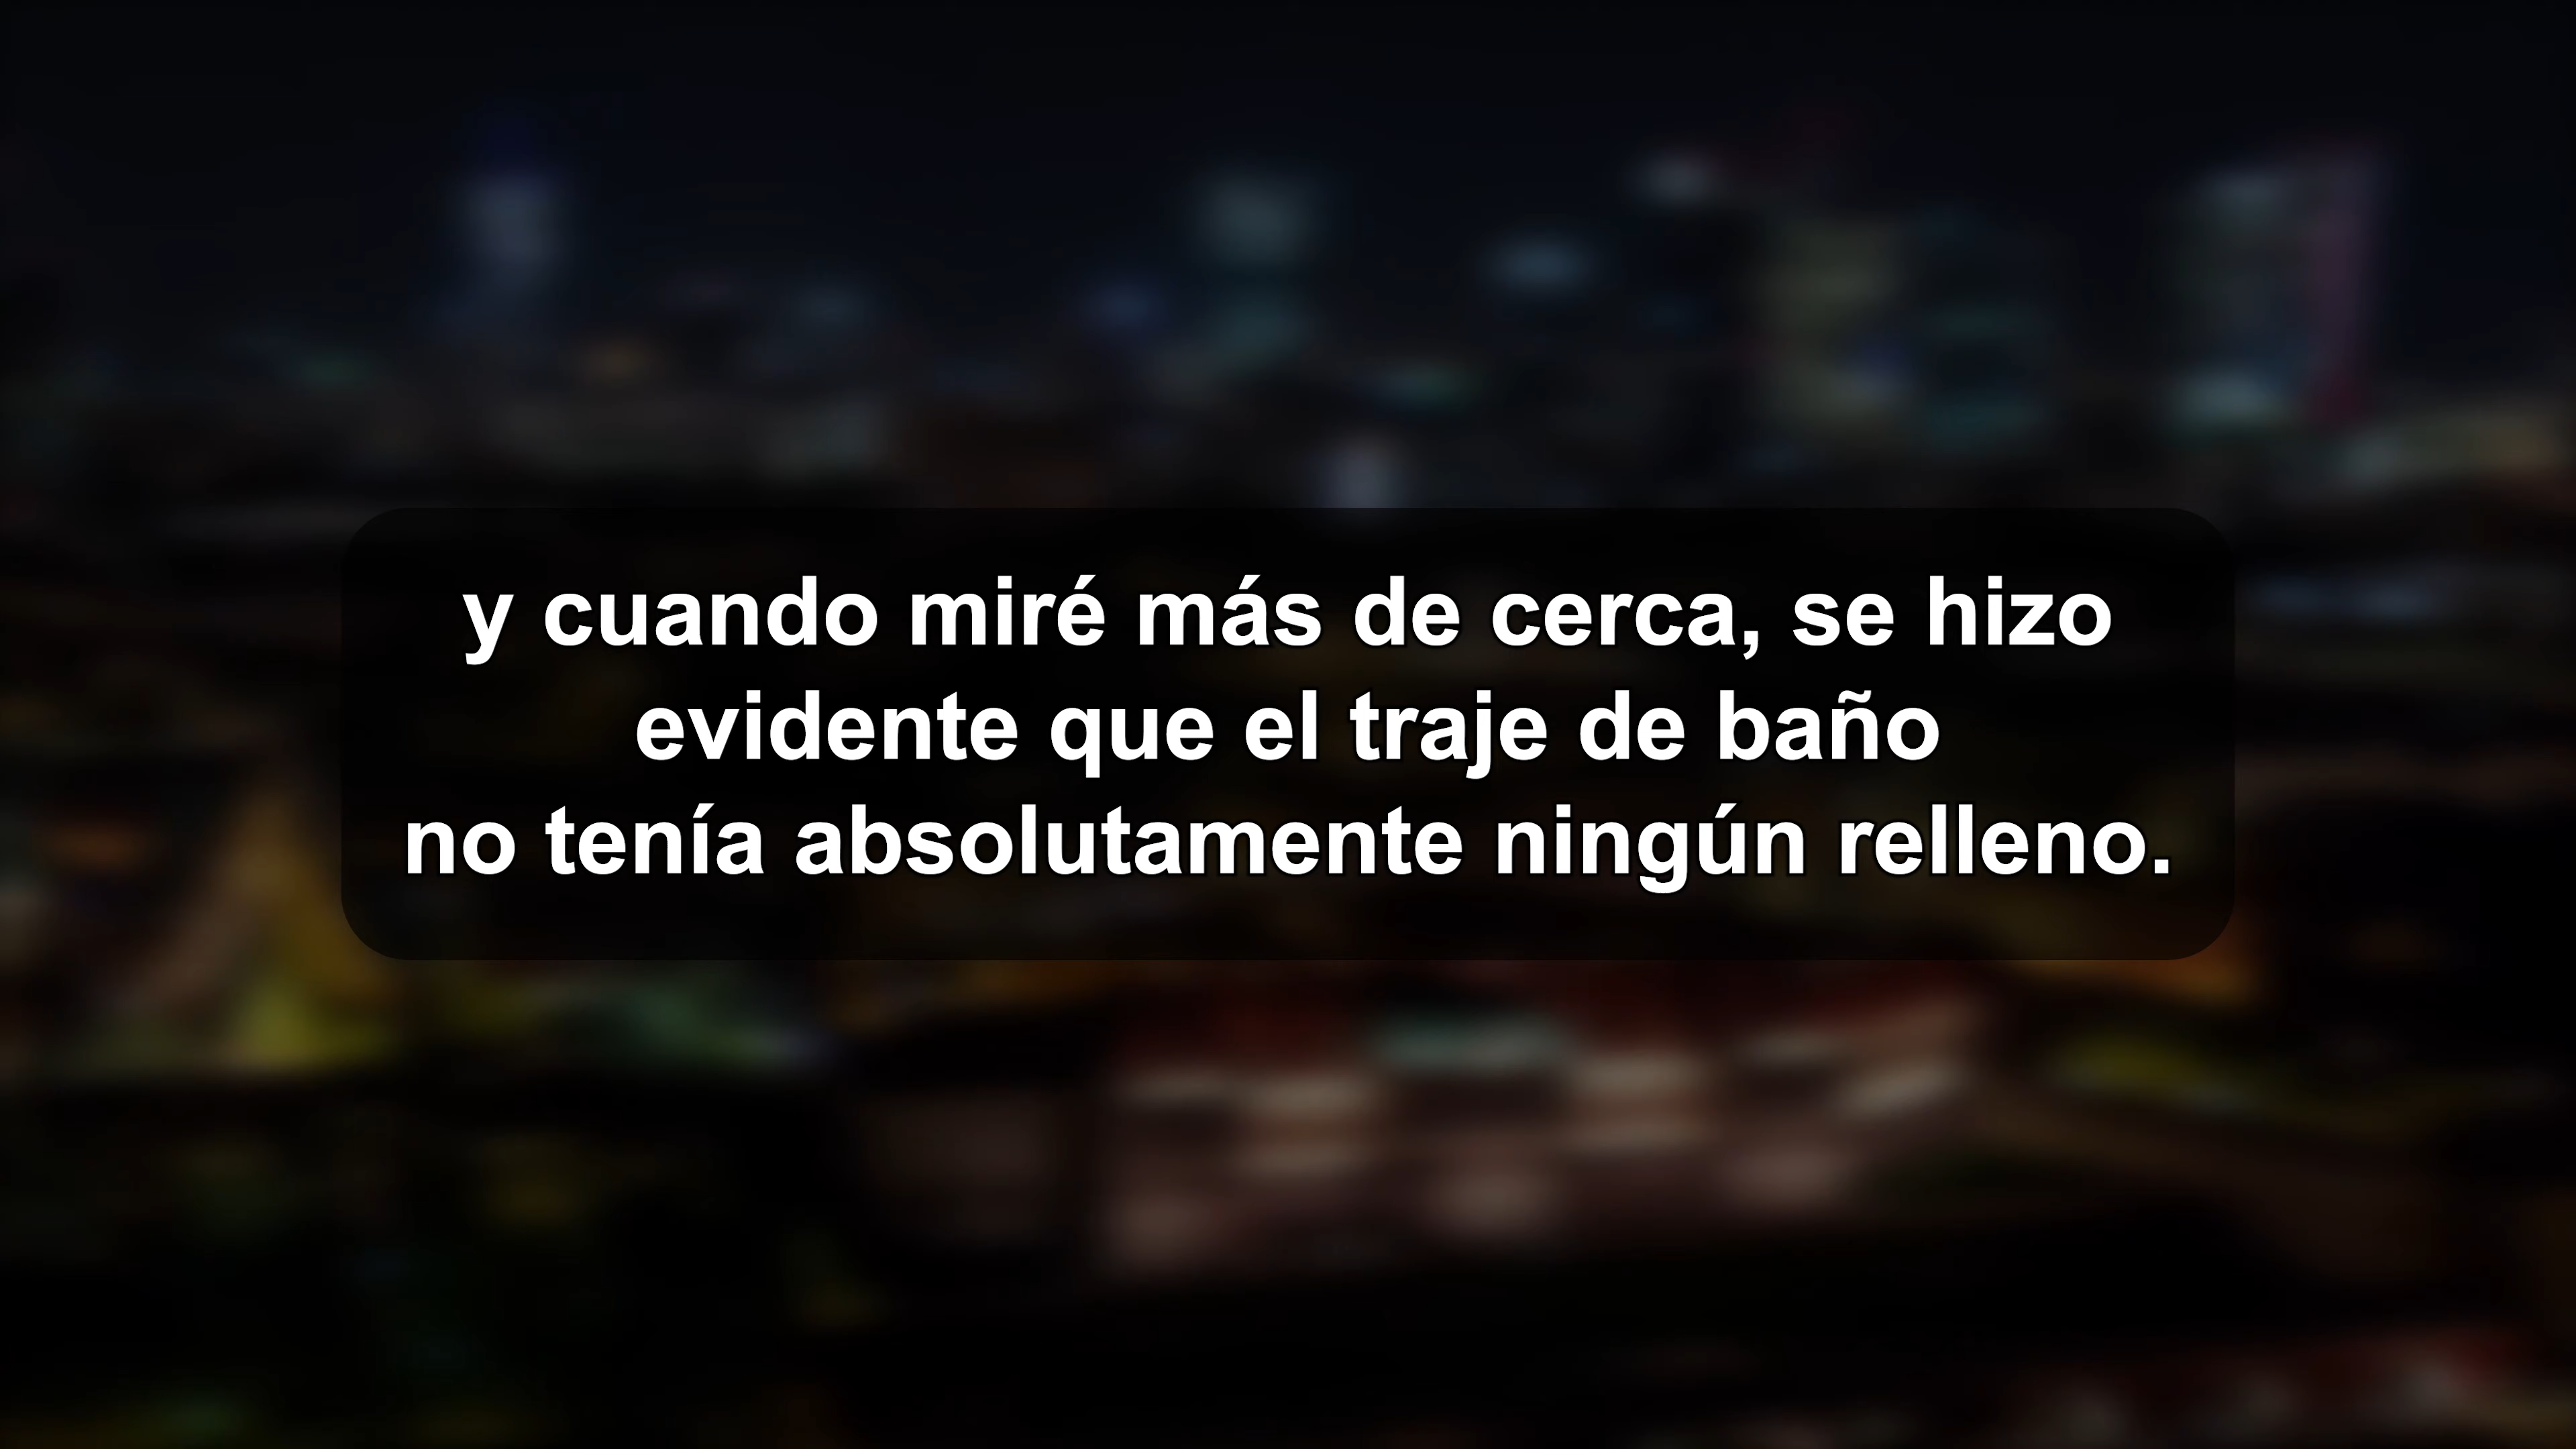 y cuando miré más de cerca, se hizo
evidente que el traje de baño
no tenía absolutamente ningún relleno.